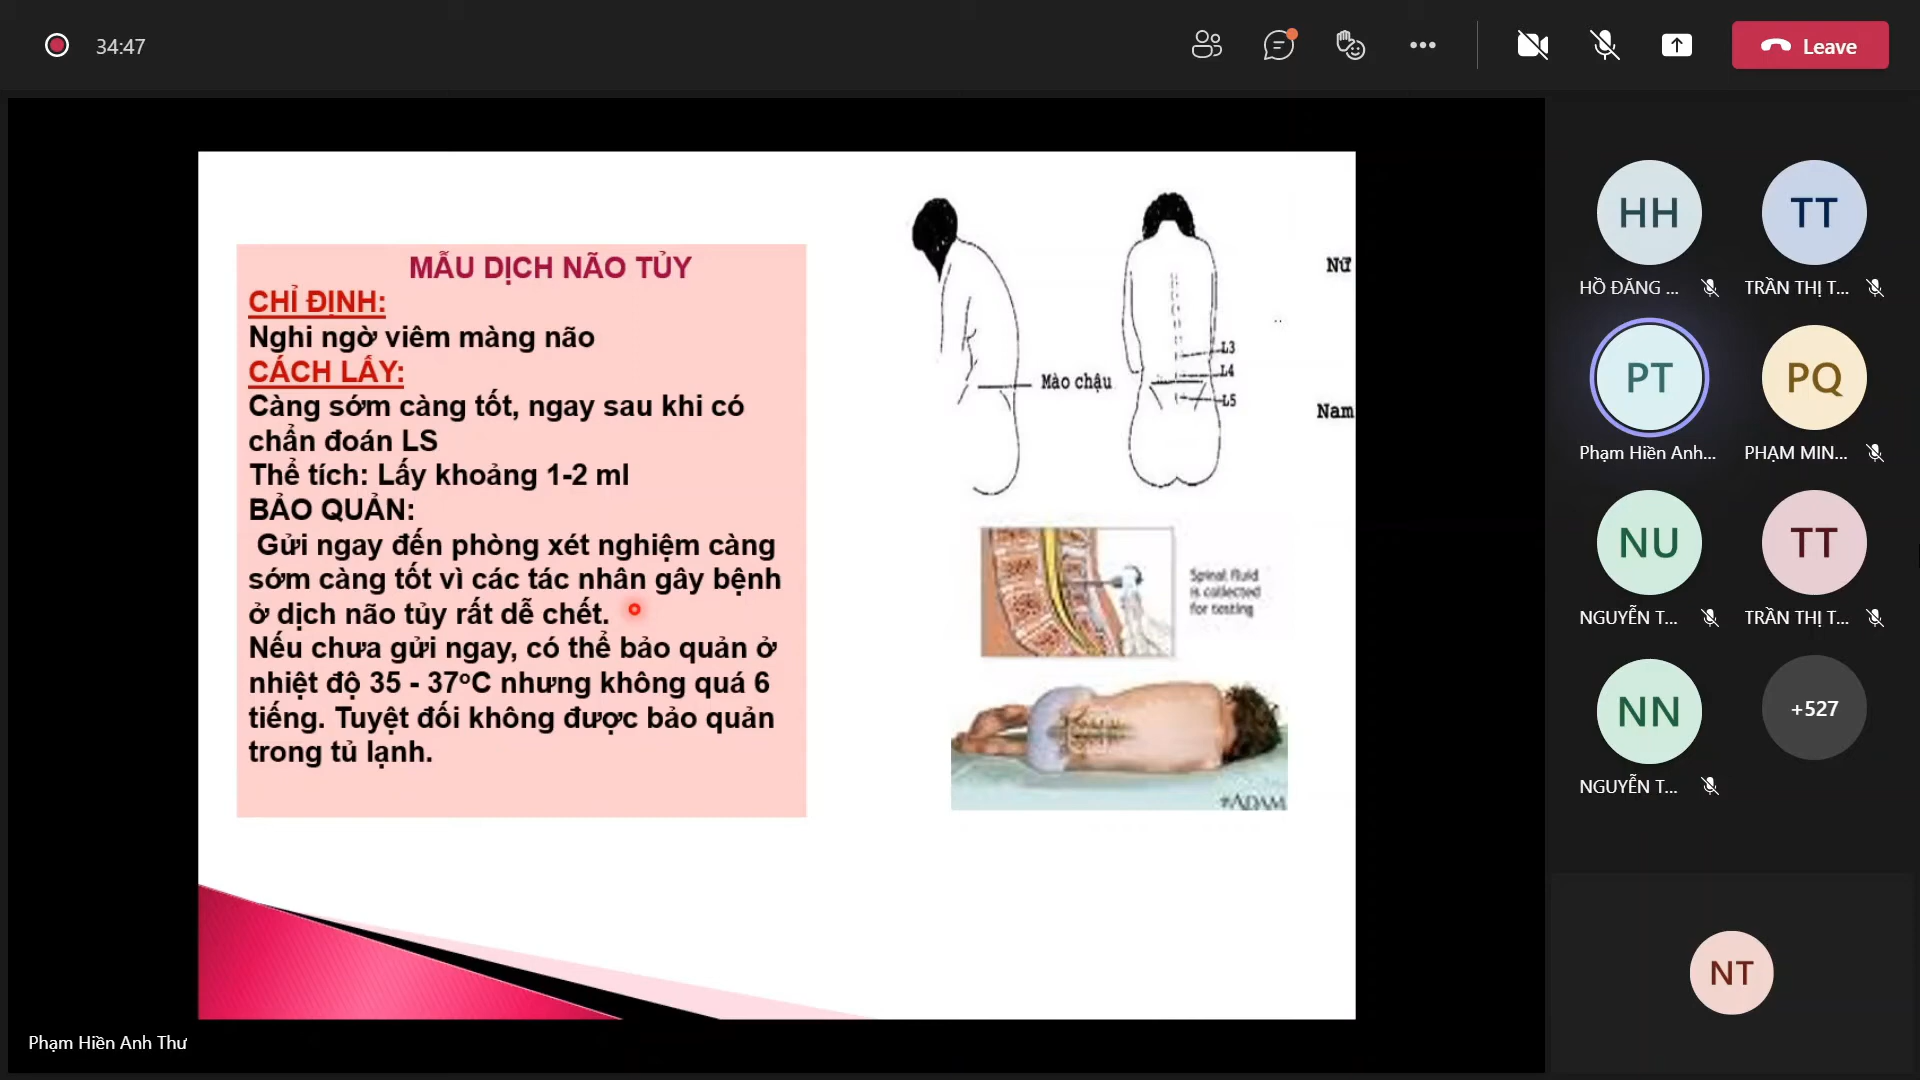 34:47
Leave
MẪU DỊCH NÃO TỦY
CHỈ ĐỊNH:
Nghi ngờ viêm màng não
CÁCH LẤY:
Càng sớm càng tốt, ngay sau khi có
chẩn đoán LS
Thể tích: Lấy khoảng 1-2 ml
BẢO QUẢN:
Gửi ngay đến phòng xét nghiệm càng
sớm càng tốt vì các tác nhân gây bệnh
ở dịch não tủy rất dễ chết.
Nếu chưa gửi ngay, có thể bảo quản ở
nhiệt độ 35 - 37ºC nhưng không quá 6
tiếng. Tuyệt đối không được bảo quản
trong tủ lạnh.
Mào chậu
L3
L4
L5
Nữ
Nam
Spinal fluid
is collected
for testing
ADAM
HH
HỒ ĐĂNG ...
TT
TRẦN THỊ T...
PT
Phạm Hiền Anh...
PQ
PHẠM MIN...
NU
NGUYỄN T...
TT
TRẦN THỊ T...
NN
NGUYỄN T...
+527
NT
Phạm Hiền Anh Thư